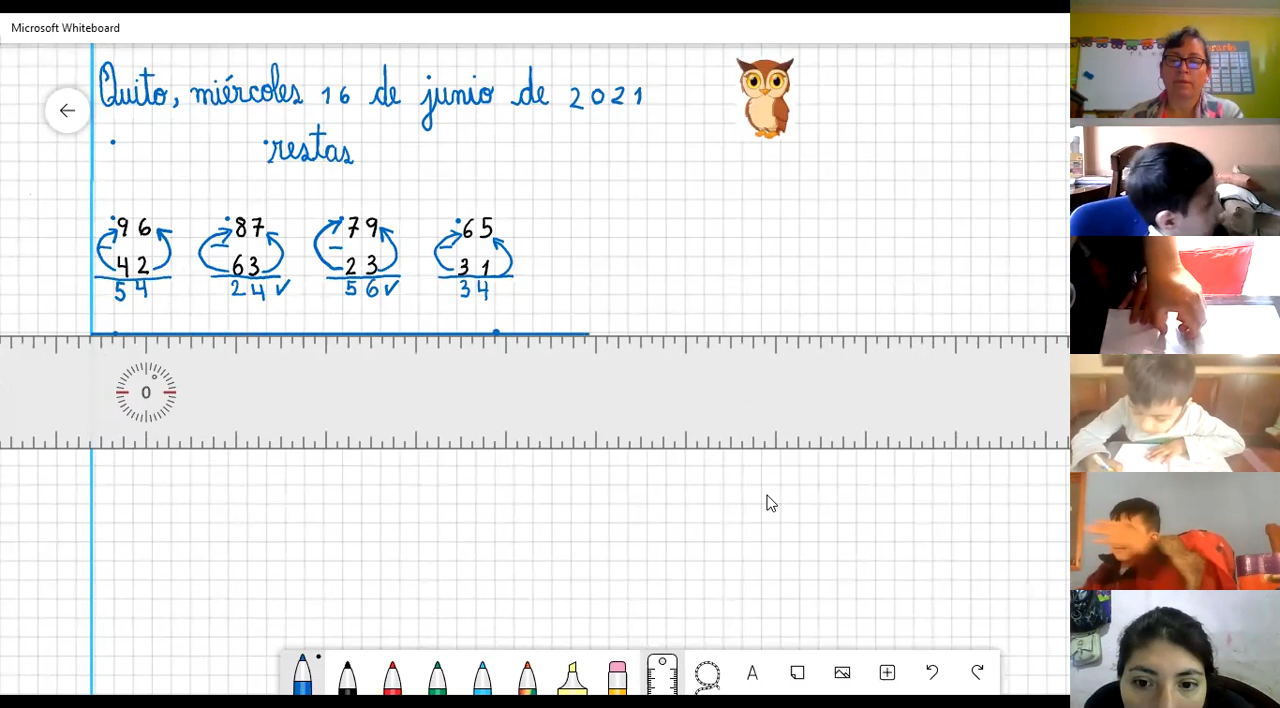 Microsoft Whiteboard
Quito, miércoles 16 de junio de 2021
restas
96 87 79 65
- 42 - 63 - 23 - 31
54 24 ✓ 56 ✓ 34
0°
A